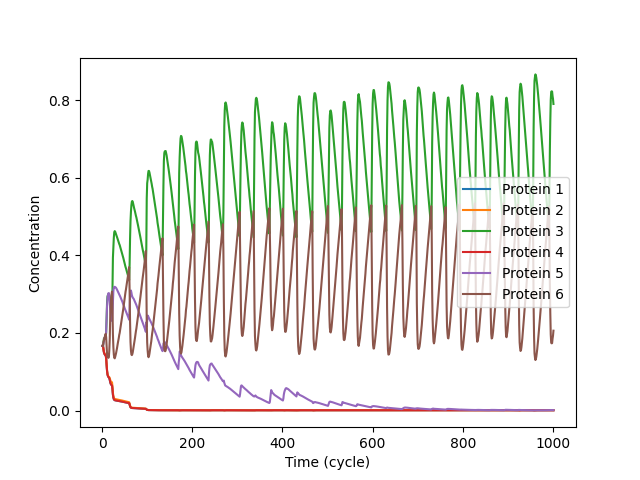 0.8
0.6
0.4
0.2
0.0
Concentration
0
200
400
600
800
1000
Time (cycle)
Protein 1
Protein 2
Protein 3
Protein 4
Protein 5
Protein 6